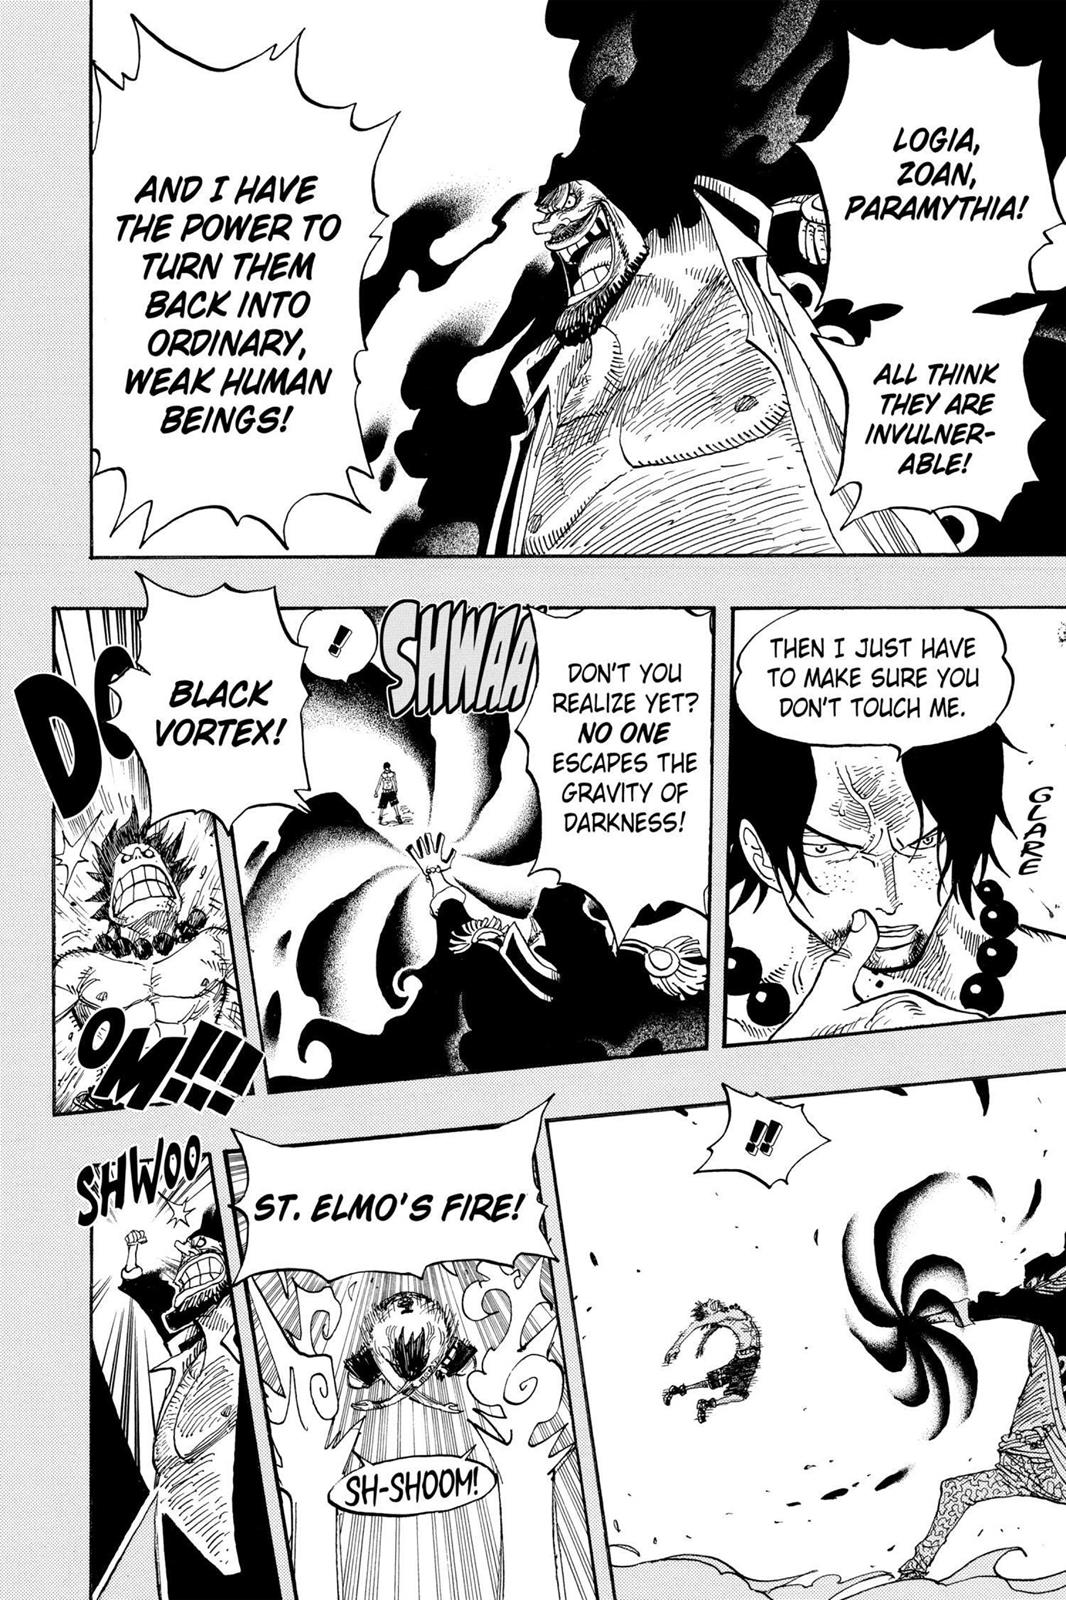 LOGIA,
ZOAN,
PARAMYTHIA!
ALL THINK
THEY ARE
INVULNER-
ABLE!
AND I HAVE
THE POWER TO
TURN THEM
BACK INTO
ORDINARY,
WEAK HUMAN
BEINGS!
THEN I JUST HAVE
TO MAKE SURE YOU
DON'T TOUCH ME.
GLARE
DON'T YOU
REALIZE YET?
NO ONE
ESCAPES THE
GRAVITY OF
DARKNESS!
SHWAA
!!
BLACK
VORTEX!
DOOM!!!
!!
ST. ELMO'S FIRE!
SH-SHOOM!
SHWOO